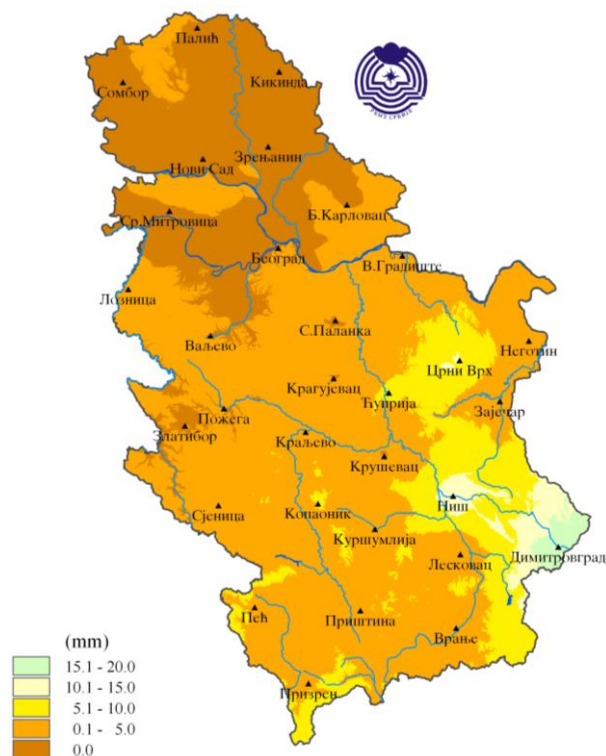 Палић
Сомбор
Кикинда
РХМЗ СРБИЈЕ
Зрењанин
Нови Сад
Ср.Митровица
Б.Карловац
Београд
В.Градиште
Лозница
С.Паланка
Ваљево
Неготин
Црни Врх
Крагујевац
Ћуприја
Зајечар
Пожега
Златибор
Краљево
Крушевац
Ниш
Сјеница
Копаоник
Куршумлија
Димитровград
Лесковац
Пећ
Приштина
Врање
Призрен
(mm)
15.1 - 20.0
10.1 - 15.0
5.1 - 10.0
0.1 - 5.0
0.0